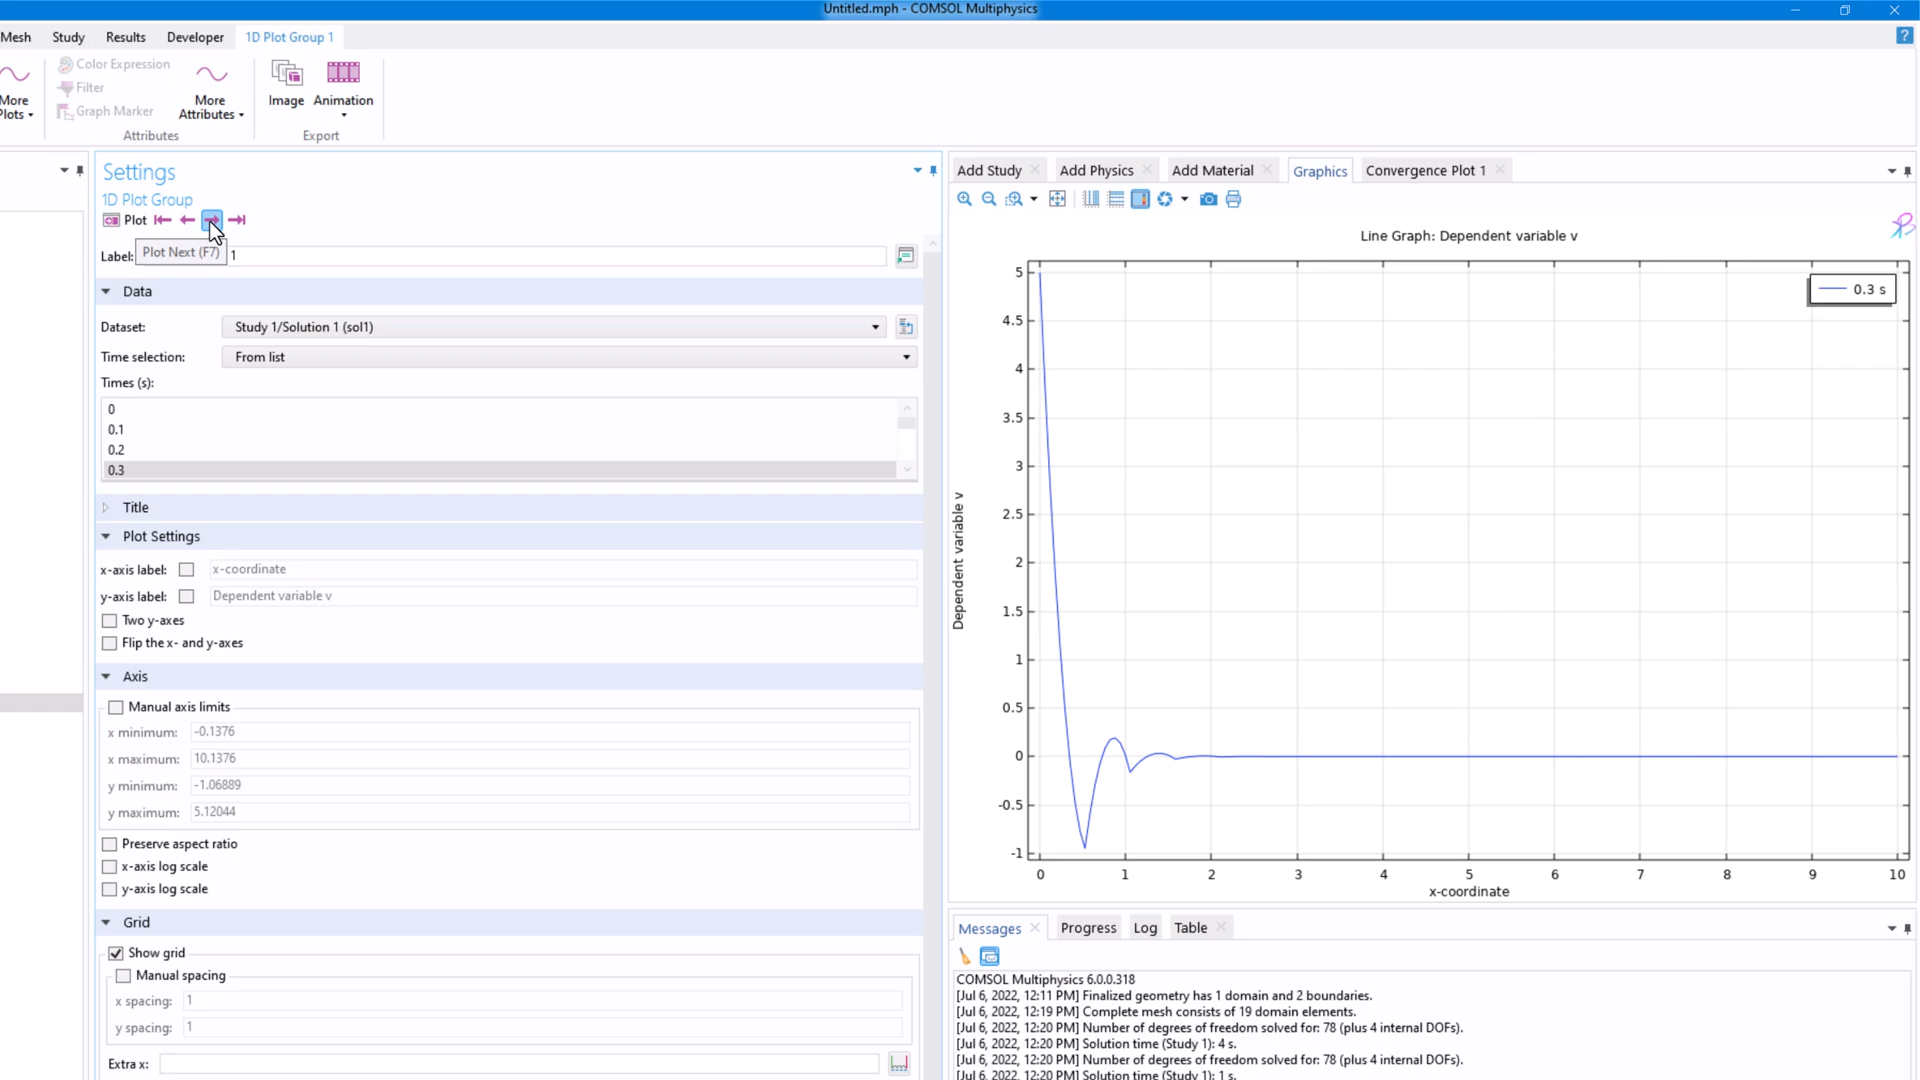 Untitled.mph - COMSOL Multiphysics
Mesh Study Results Developer 1D Plot Group 1
More Plots
Color Expression
Filter
Graph Marker
More Attributes
Attributes
Image
Animation
Export
Settings
1D Plot Group
Plot
Plot Next (F7)
Label: 1
Data
Dataset: Study 1/Solution 1 (sol1)
Time selection: From list
Times (s):
0
0.1
0.2
0.3
Title
Plot Settings
x-axis label: x-coordinate
y-axis label: Dependent variable v
Two y-axes
Flip the x- and y-axes
Axis
Manual axis limits
x minimum: -0.1376
x maximum: 10.1376
y minimum: -1.06889
y maximum: 5.12044
Preserve aspect ratio
x-axis log scale
y-axis log scale
Grid
Show grid
Manual spacing
x spacing: 1
y spacing: 1
Extra x:
Add Study Add Physics Add Material Graphics Convergence Plot 1
Line Graph: Dependent variable v
0.3 s
5
4.5
4
3.5
3
2.5
2
1.5
1
0.5
0
-0.5
-1
Dependent variable v
0 1 2 3 4 5 6 7 8 9 10
x-coordinate
Messages Progress Log Table
COMSOL Multiphysics 6.0.0.318
[Jul 6, 2022, 12:11 PM] Finalized geometry has 1 domain and 2 boundaries.
[Jul 6, 2022, 12:19 PM] Complete mesh consists of 19 domain elements.
[Jul 6, 2022, 12:20 PM] Number of degrees of freedom solved for: 78 (plus 4 internal DOFs).
[Jul 6, 2022, 12:20 PM] Solution time (Study 1): 4 s.
[Jul 6, 2022, 12:20 PM] Number of degrees of freedom solved for: 78 (plus 4 internal DOFs).
[Jul 6, 2022, 12:20 PM] Solution time (Study 1): 1 s.